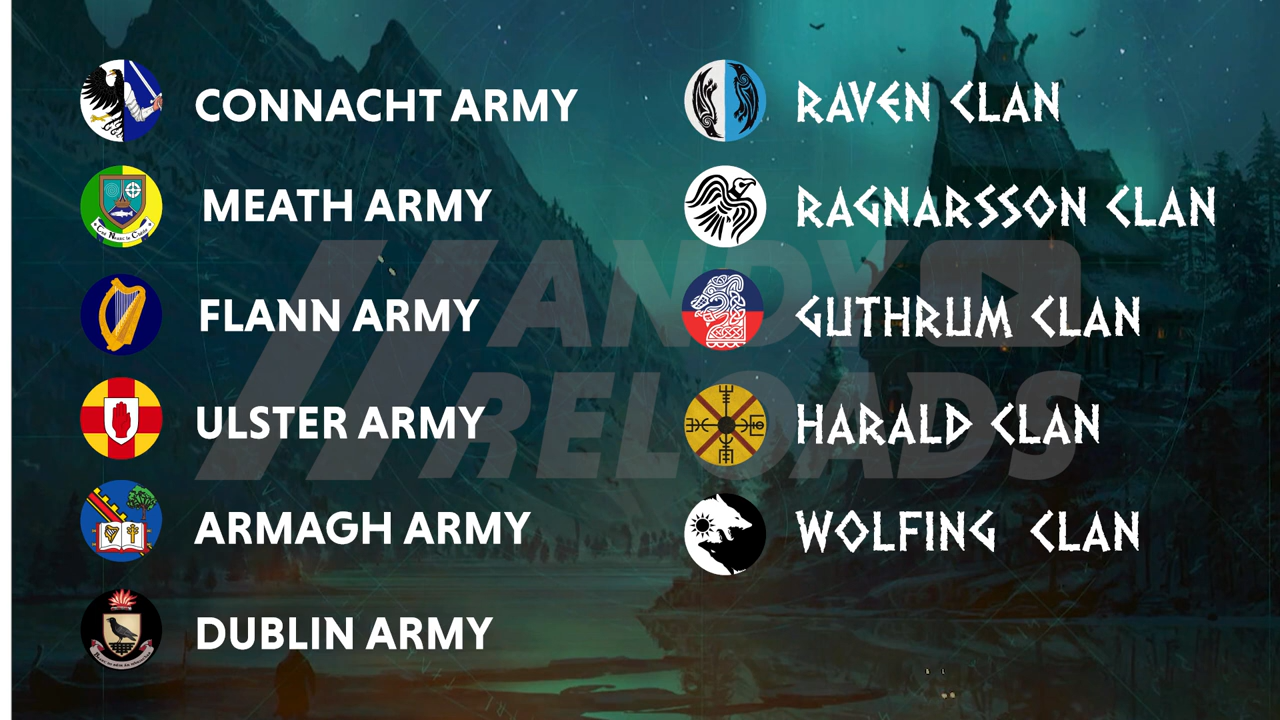 CONNACHT ARMY
MEATH ARMY
FLANN ARMY
ULSTER ARMY
ARMAGH ARMY
DUBLIN ARMY
RAVEN CLAN
RAGNARSSON CLAN
GUTHRUM CLAN
HARALD CLAN
WOLFING CLAN
//ANDY
RELOADS